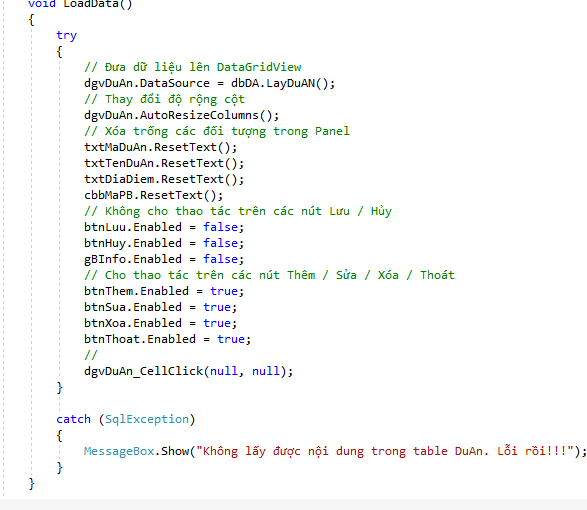 void LoadData()
{
try
{
// Đưa dữ liệu lên DataGridView
dgvDuAn.DataSource = dbDA.LayDuAN();
// Thay đổi độ rộng cột
dgvDuAn.AutoResizeColumns();
// Xóa trống các đối tượng trong Panel
txtMaDuAn.ResetText();
txtTenDuAn.ResetText();
txtDiaDiem.ResetText();
cbbMaPB.ResetText();
// Không cho thao tác trên các nút Lưu / Hủy
btnLuu.Enabled = false;
btnHuy.Enabled = false;
gBInfo.Enabled = false;
// Cho thao tác trên các nút Thêm / Sửa / Xóa / Thoát
btnThem.Enabled = true;
btnSua.Enabled = true;
btnXoa.Enabled = true;
btnThoat.Enabled = true;
//
dgvDuAn_CellClick(null, null);
}
catch (SqlException)
{
MessageBox.Show("Không lấy được nội dung trong table DuAn. Lỗi rồi!!!");
}
}